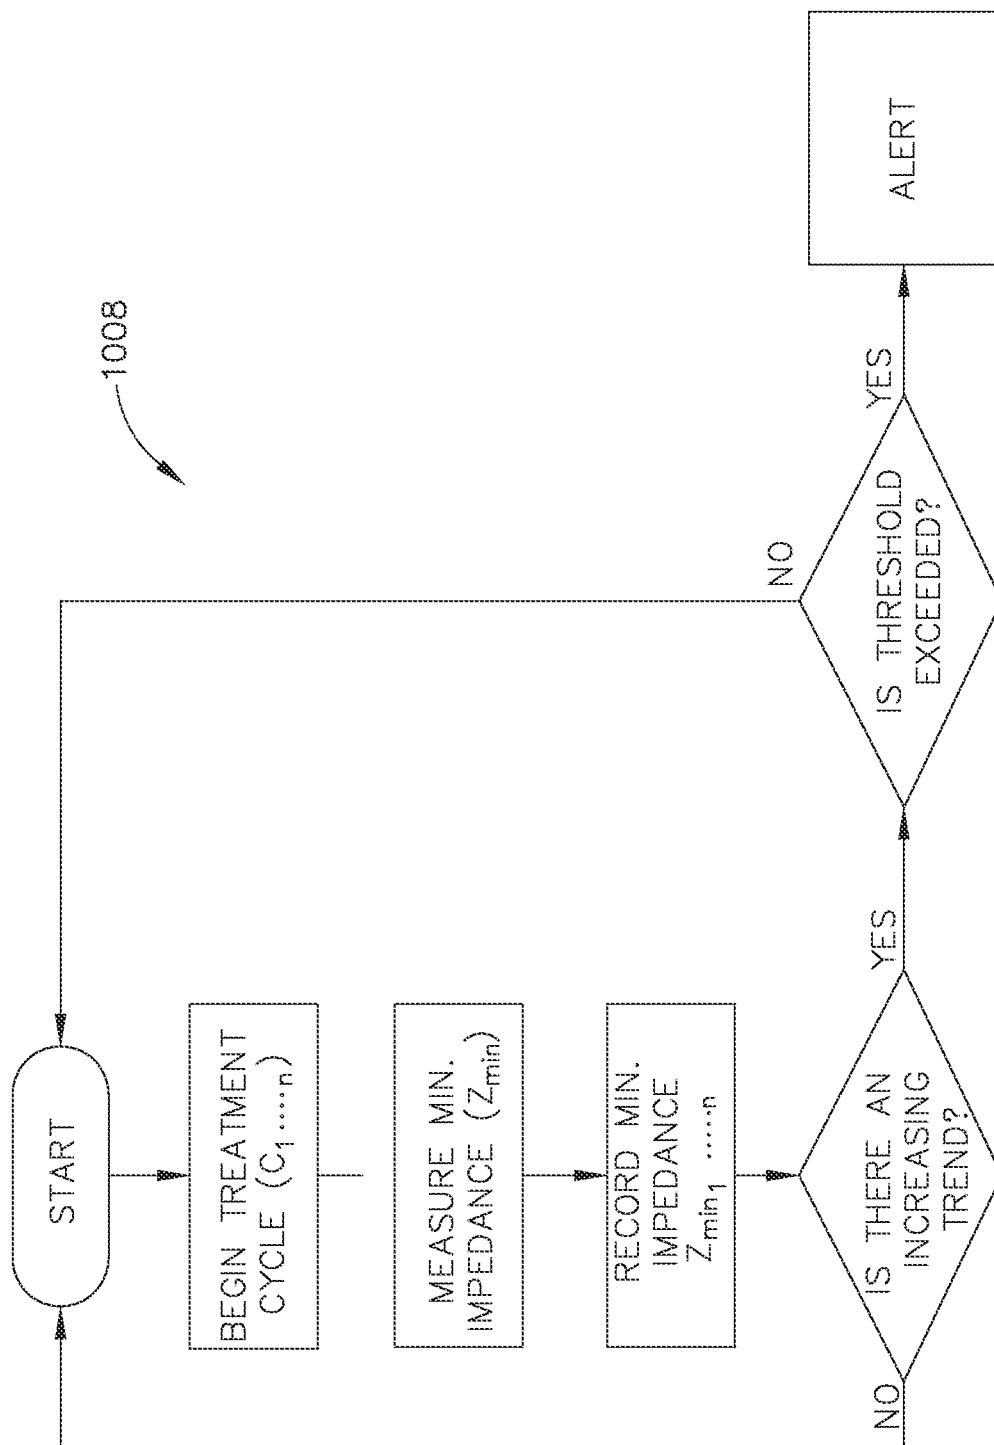 1008
START
BEGIN TREATMENT
CYCLE (C₁....n)
MEASURE MIN.
IMPEDANCE (Zmin)
RECORD MIN.
IMPEDANCE
Zmin₁ .....n
IS THERE AN
INCREASING
TREND?
NO
YES
IS THRESHOLD
EXCEEDED?
NO
YES
ALERT